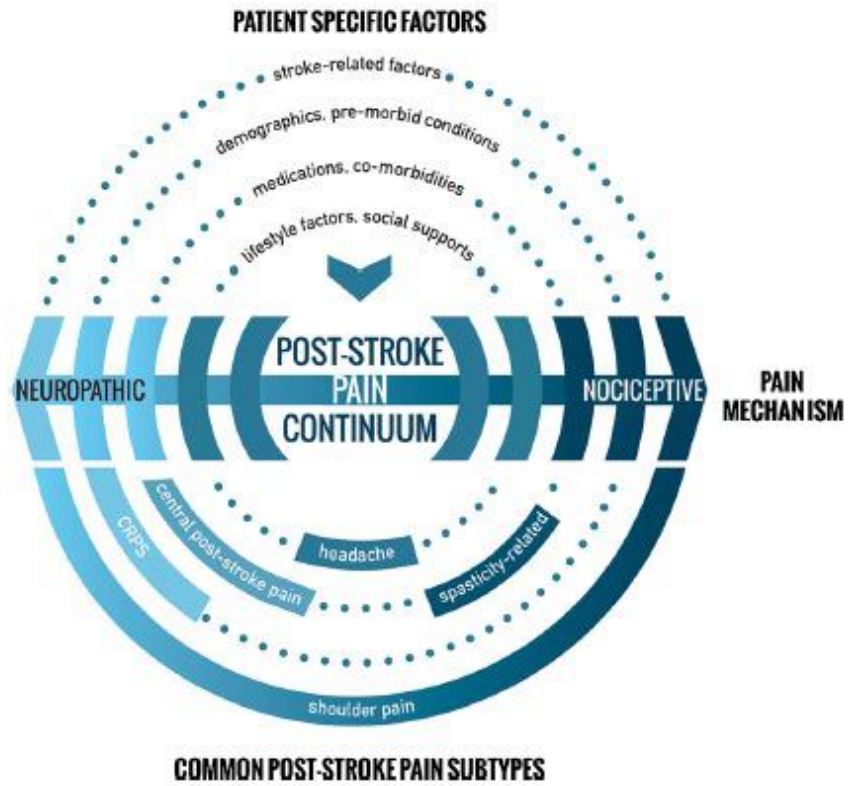 PATIENT SPECIFIC FACTORS
stroke-related factors
demographics, pre-morbid conditions
medications, co-morbidities
lifestyle factors, social supports
POST-STROKE
NEUROPATHIC PAIN NOCICEPTIVE
CONTINUUM
PAIN
MECHANISM
CRPS
central post-stroke pain
headache
spasticity-related
shoulder pain
COMMON POST-STROKE PAIN SUBTYPES